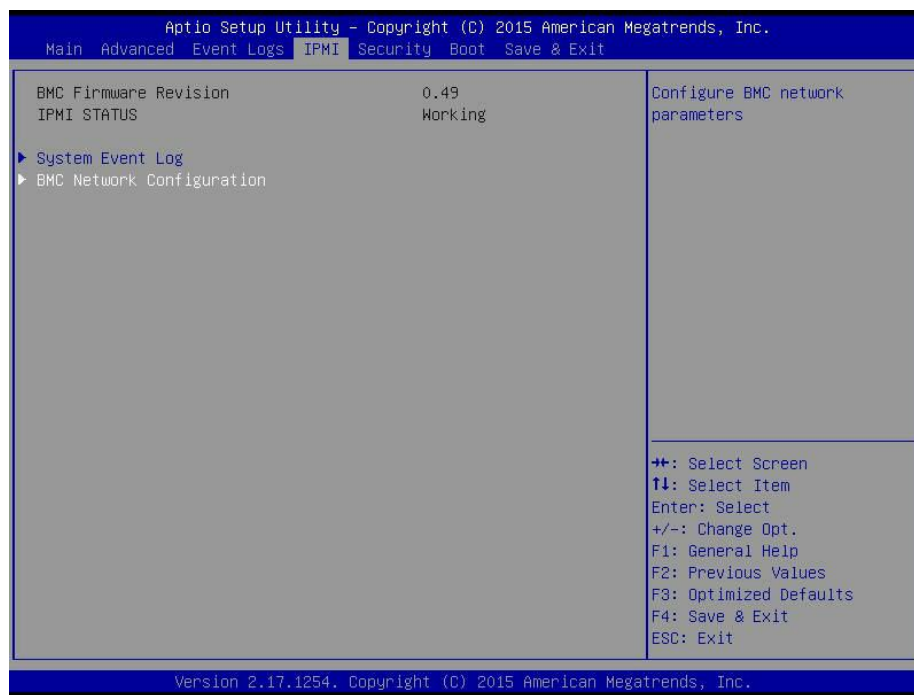 Aptio Setup Utility – Copyright (C) 2015 American Megatrends, Inc.
Main Advanced Event Logs IPMI Security Boot Save & Exit
BMC Firmware Revision 0.49
IPMI STATUS Working
System Event Log
BMC Network Configuration
Configure BMC network
parameters
→←: Select Screen
↑↓: Select Item
Enter: Select
+/-: Change Opt.
F1: General Help
F2: Previous Values
F3: Optimized Defaults
F4: Save & Exit
ESC: Exit
Version 2.17.1254. Copyright (C) 2015 American Megatrends, Inc.